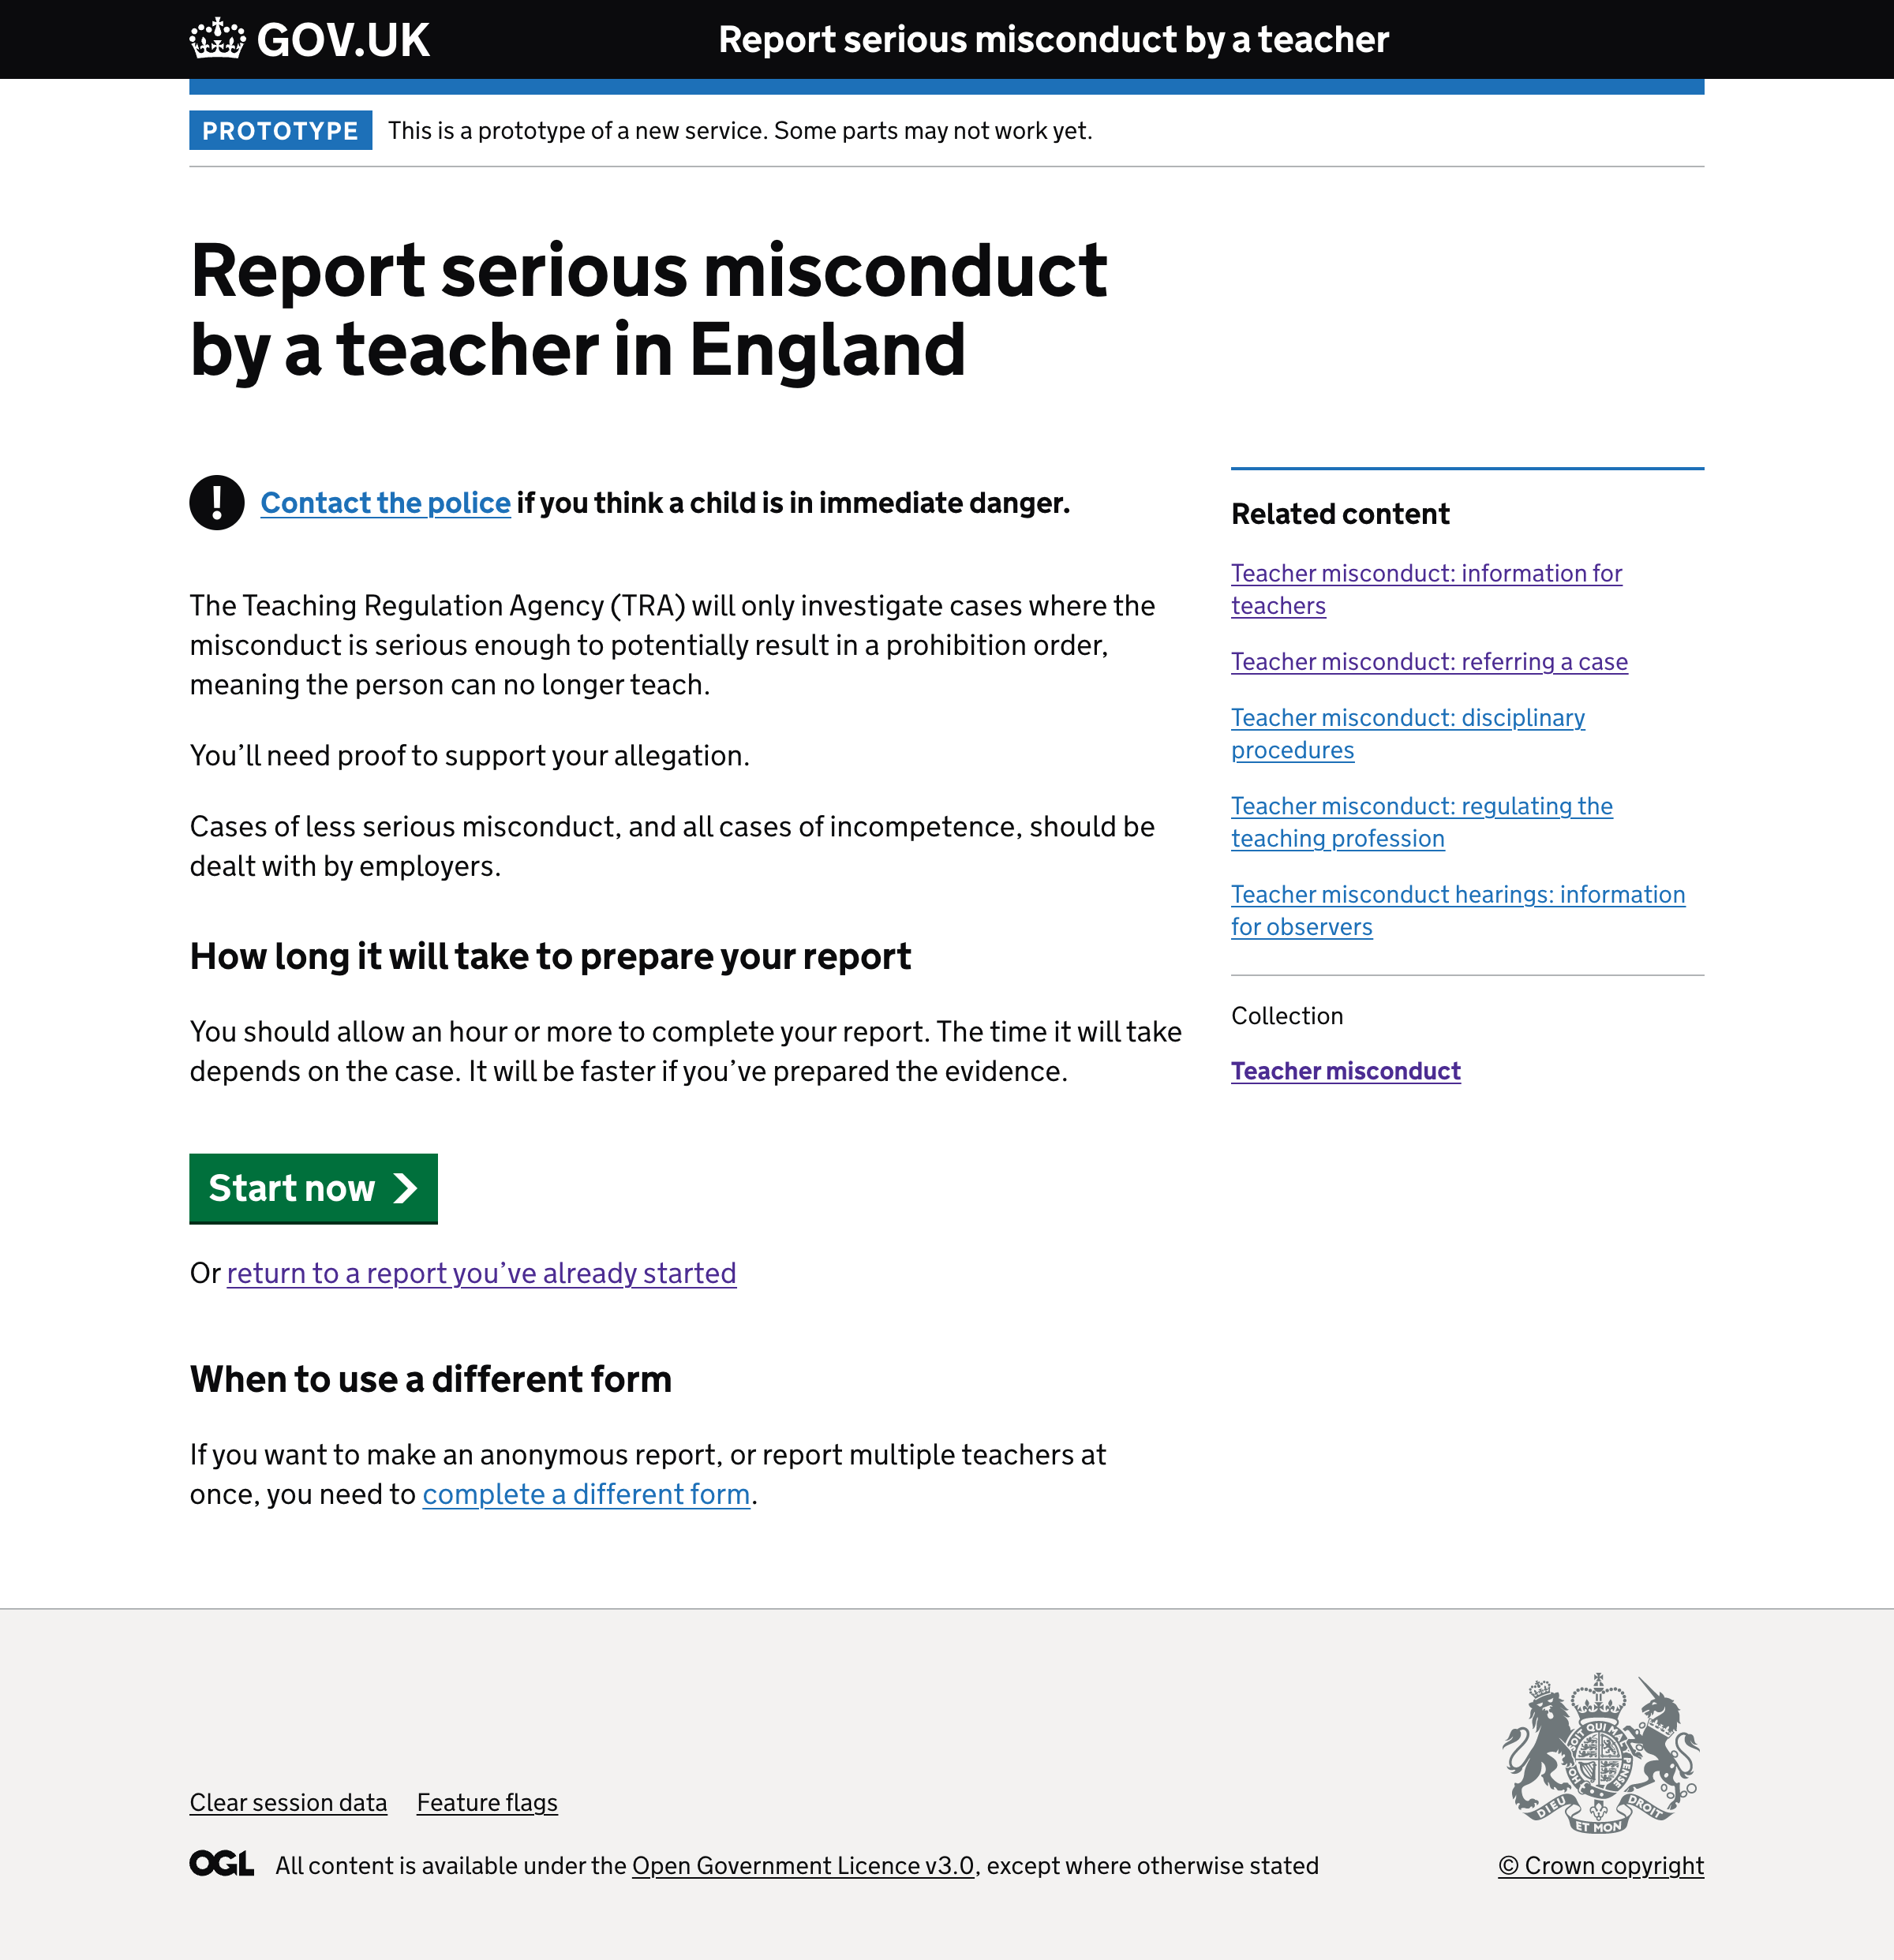 GOV.UK
Report serious misconduct by a teacher
PROTOTYPE
This is a prototype of a new service. Some parts may not work yet.
Report serious misconduct
by a teacher in England
! Contact the police if you think a child is in immediate danger.
The Teaching Regulation Agency (TRA) will only investigate cases where the
misconduct is serious enough to potentially result in a prohibition order,
meaning the person can no longer teach.
You’ll need proof to support your allegation.
Cases of less serious misconduct, and all cases of incompetence, should be
dealt with by employers.
How long it will take to prepare your report
You should allow an hour or more to complete your report. The time it will take
depends on the case. It will be faster if you’ve prepared the evidence.
Start now
Or return to a report you’ve already started
When to use a different form
If you want to make an anonymous report, or report multiple teachers at
once, you need to complete a different form.
Related content
Teacher misconduct: information for
teachers
Teacher misconduct: referring a case
Teacher misconduct: disciplinary
procedures
Teacher misconduct: regulating the
teaching profession
Teacher misconduct hearings: information
for observers
Collection
Teacher misconduct
Clear session data
Feature flags
OGL
All content is available under the Open Government Licence v3.0, except where otherwise stated
SOIT QUI MAL Y PENSE
DIEU ET MON DROIT
© Crown copyright